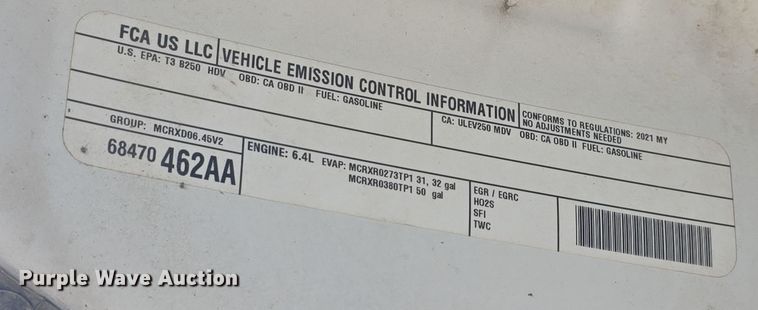 FCA US LLC
VEHICLE EMISSION CONTROL INFORMATION
CONFORMS TO REGULATIONS: 2021 MY
NO ADJUSTMENTS NEEDED
U.S. EPA: T3 B250 HDV OBD: CA OBD II FUEL: GASOLINE
CA: ULEV250 MDV OBD: CA OBD II FUEL: GASOLINE
GROUP: MCRXD06.45V2
68470 462AA
ENGINE: 6.4L EVAP: MCRXR0273TP1 31, 32 gal
MCRXR0380TP1 50 gal
EGR / EGRC
HO2S
SFI
TWC
Purple Wave Auction